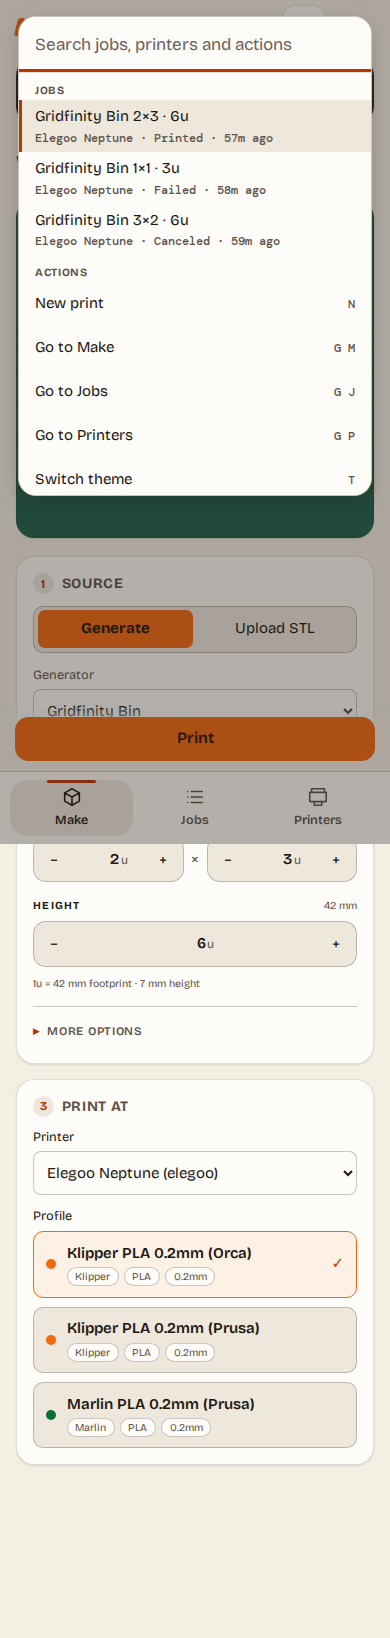 Search jobs, printers and actions
JOBS
Gridfinity Bin 2×3 · 6u
Elegoo Neptune · Printed · 57m ago
Gridfinity Bin 1×1 · 3u
Elegoo Neptune · Failed · 58m ago
Gridfinity Bin 3×2 · 6u
Elegoo Neptune · Canceled · 59m ago
ACTIONS
New print N
Go to Make G M
Go to Jobs G J
Go to Printers G P
Switch theme T
1 SOURCE
Generate Upload STL
Generator
Gridfinity Bin
Print
Make Jobs Printers
− 2u + × − 3u +
HEIGHT 42 mm
− 6u +
1u = 42 mm footprint · 7 mm height
▸ MORE OPTIONS
3 PRINT AT
Printer
Elegoo Neptune (elegoo)
Profile
Klipper PLA 0.2mm (Orca) ✓
Klipper PLA 0.2mm
Klipper PLA 0.2mm (Prusa)
Klipper PLA 0.2mm
Marlin PLA 0.2mm (Prusa)
Marlin PLA 0.2mm